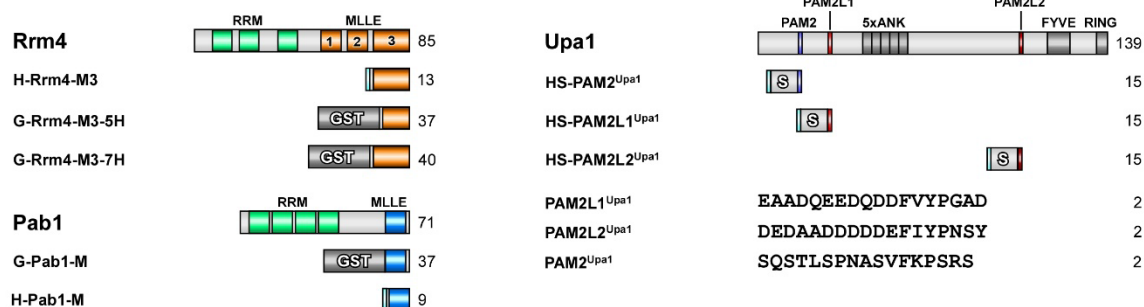 RRM MLLE
Rrm4 1 2 3 85
H-Rrm4-M3 13
G-Rrm4-M3-5H GST 37
G-Rrm4-M3-7H GST 40
RRM MLLE
Pab1 71
G-Pab1-M GST 37
H-Pab1-M 9
PAM2L1 PAM2L2
PAM2 5xANK FYVE RING
Upa1 139
HS-PAM2Upa1 S 15
HS-PAM2L1Upa1 S 15
HS-PAM2L2Upa1 S 15
PAM2L1Upa1 EAADQEEDQDDFVYPGAD 2
PAM2L2Upa1 DEDAADDDDDEFIYPNSY 2
PAM2Upa1 SQSTLSPNASVFKPSRS 2